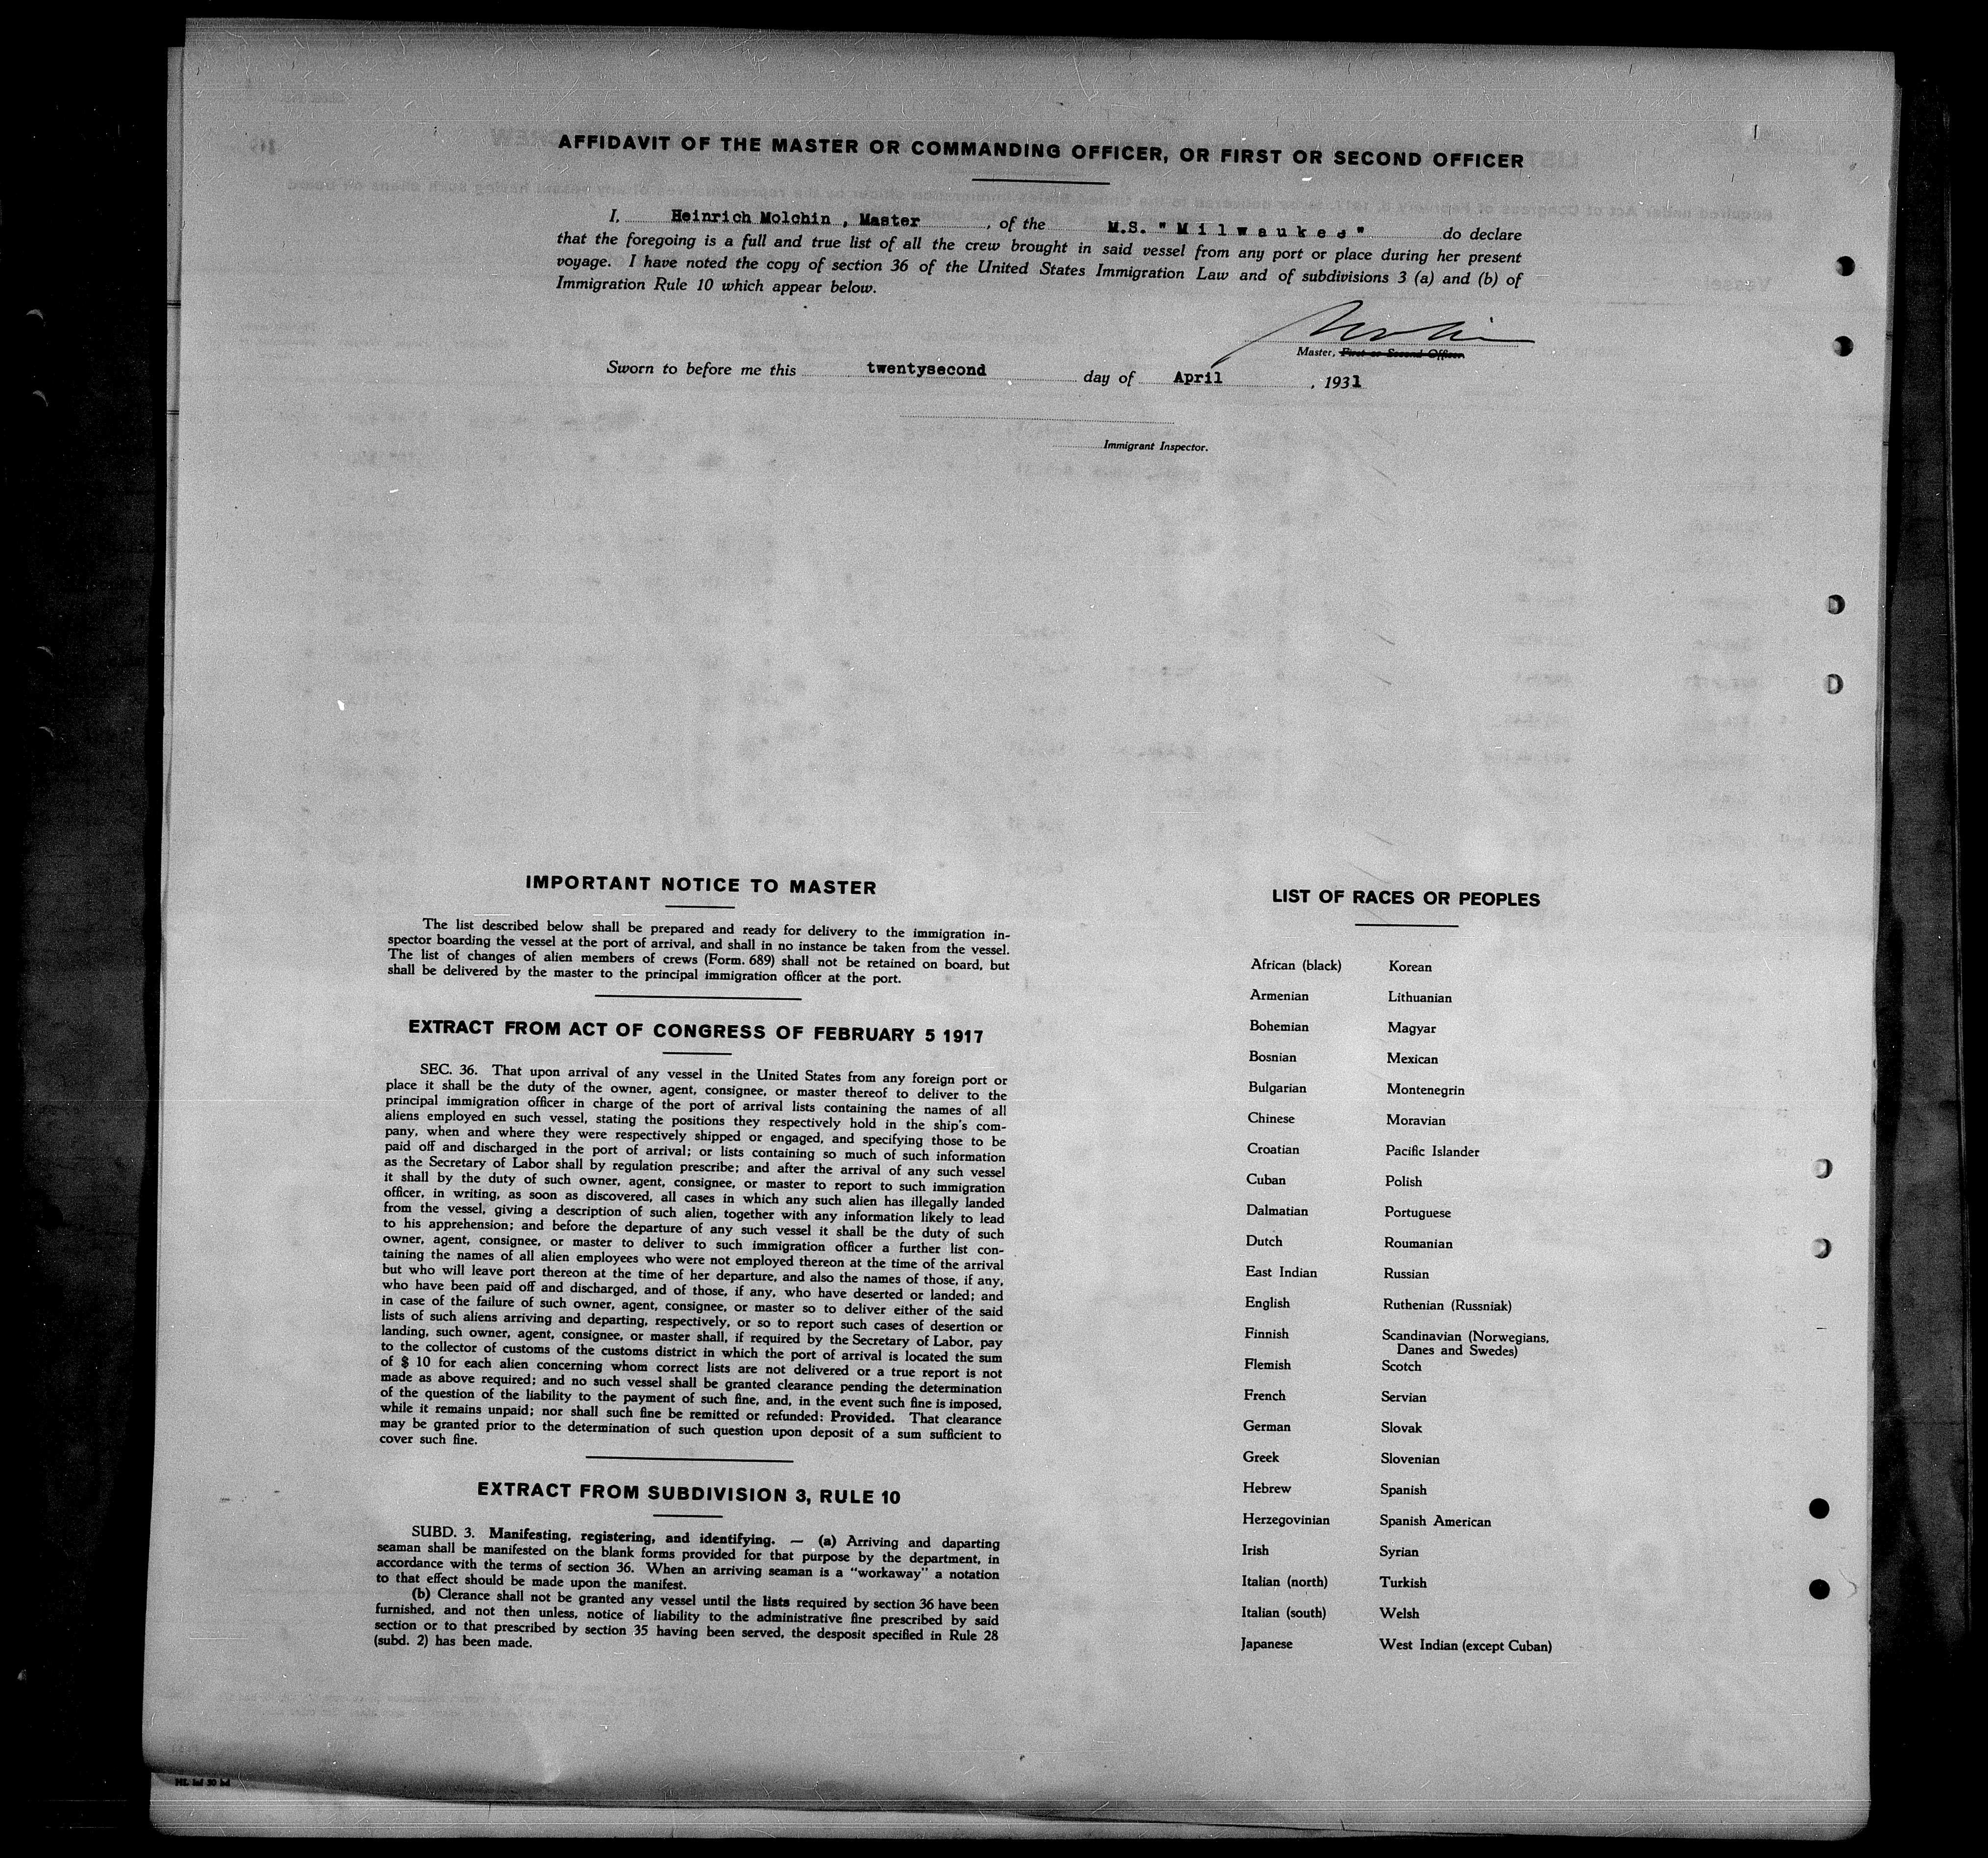 AFFIDAVIT OF THE MASTER OR COMMANDING OFFICER, OR FIRST OR SECOND OFFICER
I, Heinrich Molchin , Master , of the M.S. "Milwaukee" do declare
that the foregoing is a full and true list of all the crew brought in said vessel from any port or place during her present
voyage. I have noted the copy of section 36 of the United States Immigration Law and of subdivisions 3 (a) and (b) of
Immigration Rule 10 which appear below.
Molchin
Master, First or Second Officer.
Sworn to before me this twentysecond day of April , 1931
Immigrant Inspector.
IMPORTANT NOTICE TO MASTER
The list described below shall be prepared and ready for delivery to the immigration in-
spector boarding the vessel at the port of arrival, and shall in no instance be taken from the vessel.
The list of changes of alien members of crews (Form. 689) shall not be retained on board, but
shall be delivered by the master to the principal immigration officer at the port.
EXTRACT FROM ACT OF CONGRESS OF FEBRUARY 5 1917
SEC. 36. That upon arrival of any vessel in the United States from any foreign port or
place it shall be the duty of the owner, agent, consignee, or master thereof to deliver to the
principal immigration officer in charge of the port of arrival lists containing the names of all
aliens employed en such vessel, stating the positions they respectively hold in the ship's com-
pany, when and where they were respectively shipped or engaged, and specifying those to be
paid off and discharged in the port of arrival; or lists containing so much of such information
as the Secretary of Labor shall by regulation prescribe; and after the arrival of any such vessel
it shall by the duty of such owner, agent, consignee, or master to report to such immigration
officer, in writing, as soon as discovered, all cases in which any such alien has illegally landed
from the vessel, giving a description of such alien, together with any information likely to lead
to his apprehension; and before the departure of any such vessel it shall be the duty of such
owner, agent, consignee, or master to deliver to such immigration officer a further list con-
taining the names of all alien employees who were not employed thereon at the time of the arrival
but who will leave port thereon at the time of her departure, and also the names of those, if any,
who have been paid off and discharged, and of those, if any, who have deserted or landed; and
in case of the failure of such owner, agent, consignee, or master so to deliver either of the said
lists of such aliens arriving and departing, respectively, or so to report such cases of desertion or
landing, such owner, agent, consignee, or master shall, if required by the Secretary of Labor, pay
to the collector of customs of the customs district in which the port of arrival is located the sum
of $ 10 for each alien concerning whom correct lists are not delivered or a true report is not
made as above required; and no such vessel shall be granted clearance pending the determination
of the question of the liability to the payment of such fine, and, in the event such fine is imposed,
while it remains unpaid; nor shall such fine be remitted or refunded: Provided. That clearance
may be granted prior to the determination of such question upon deposit of a sum sufficient to
cover such fine.
EXTRACT FROM SUBDIVISION 3, RULE 10
SUBD. 3. Manifesting, registering, and identifying. — (a) Arriving and daparting
seaman shall be manifested on the blank forms provided for that purpose by the department, in
accordance with the terms of section 36. When an arriving seaman is a "workaway" a notation
to that effect should be made upon the manifest.
(b) Clerance shall not be granted any vessel until the lists required by section 36 have been
furnished, and not then unless, notice of liability to the administrative fine prescribed by said
section or to that prescribed by section 35 having been served, the desposit specified in Rule 28
(subd. 2) has been made.
LIST OF RACES OR PEOPLES
African (black) Korean
Armenian Lithuanian
Bohemian Magyar
Bosnian Mexican
Bulgarian Montenegrin
Chinese Moravian
Croatian Pacific Islander
Cuban Polish
Dalmatian Portuguese
Dutch Roumanian
East Indian Russian
English Ruthenian (Russniak)
Finnish Scandinavian (Norwegians,
Danes and Swedes)
Flemish Scotch
French Servian
German Slovak
Greek Slovenian
Hebrew Spanish
Herzegovinian Spanish American
Irish Syrian
Italian (north) Turkish
Italian (south) Welsh
Japanese West Indian (except Cuban)